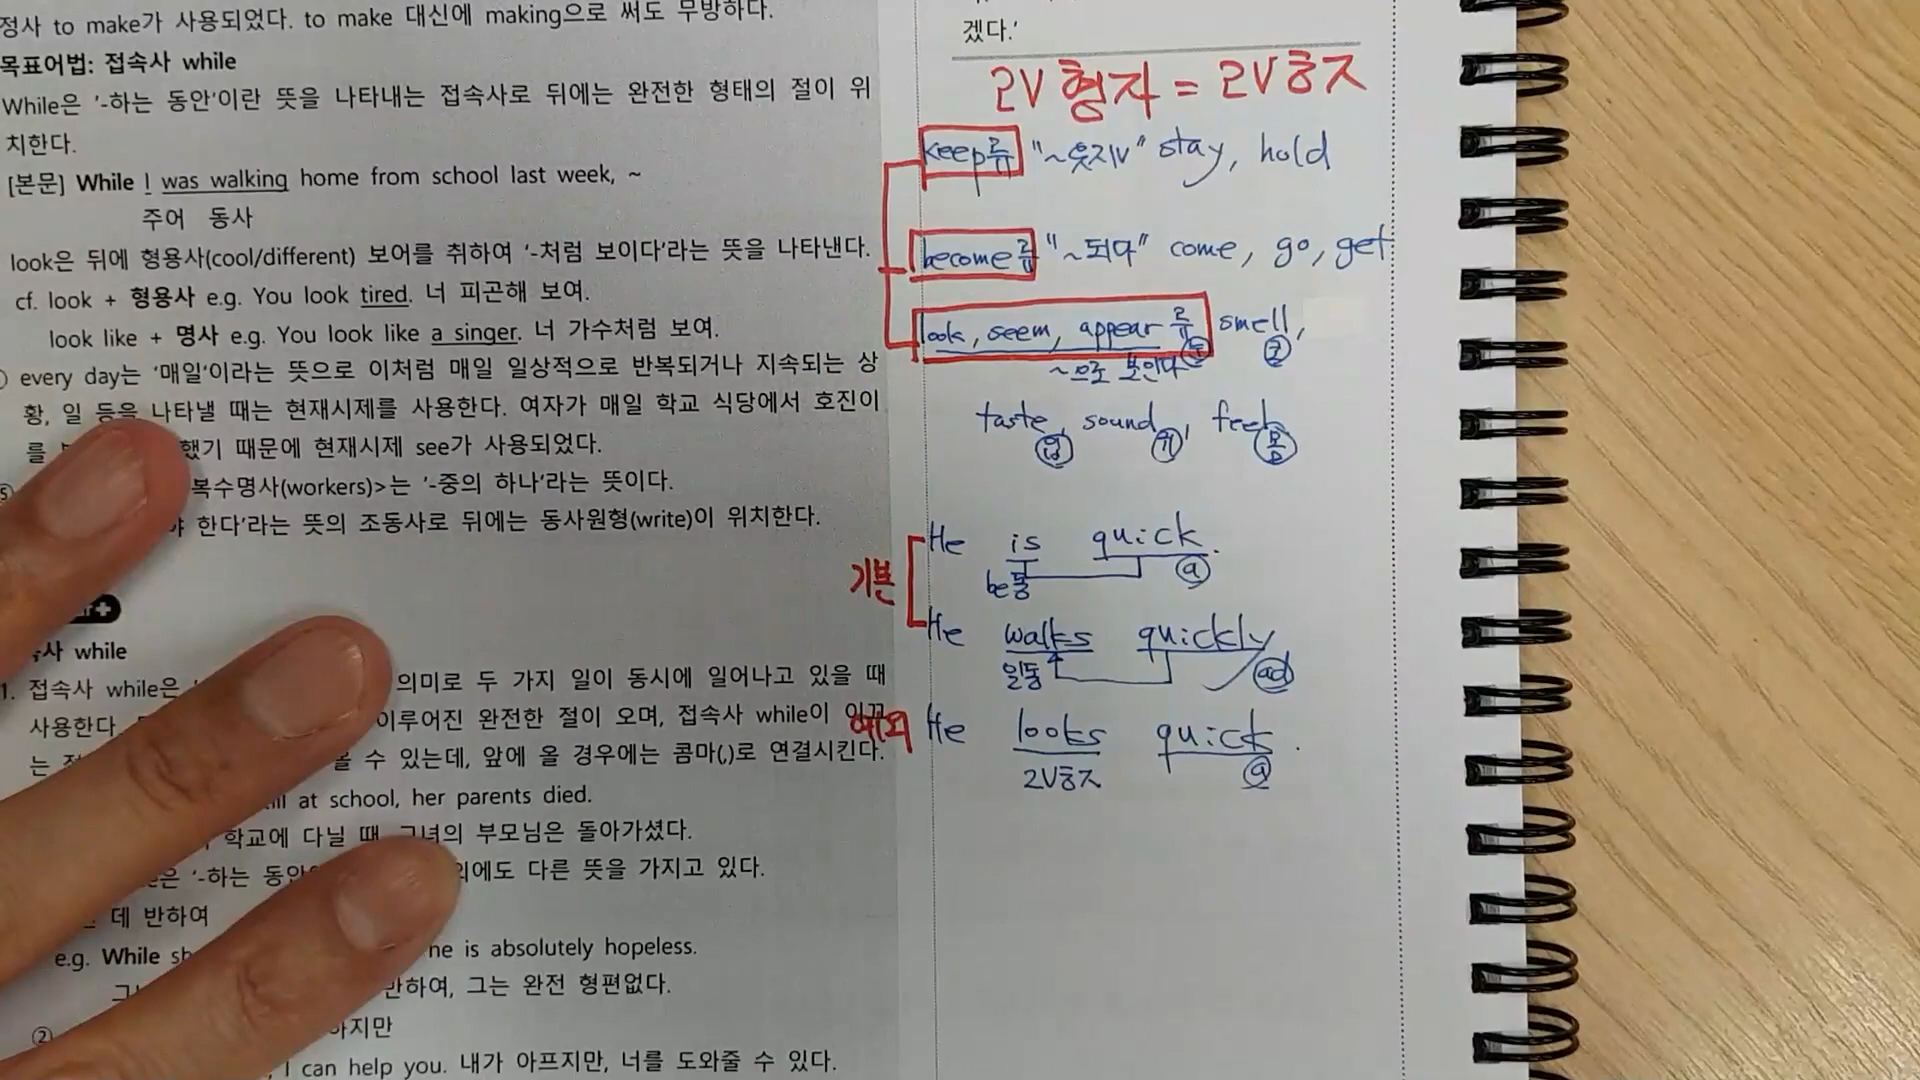 정사 to make가 사용되었다. to make 대신에 making으로 써도 무방하다.
목표어법: 접속사 while
While은 '-하는 동안'이란 뜻을 나타내는 접속사로 뒤에는 완전한 형태의 절이 위
치한다.
[본문] While I was walking home from school last week, ~
주어 동사
look은 뒤에 형용사(cool/different) 보어를 취하여 '-처럼 보이다'라는 뜻을 나타낸다.
cf. look + 형용사 e.g. You look tired. 너 피곤해 보여.
look like + 명사 e.g. You look like a singer. 너 가수처럼 보여.
every day는 '매일'이라는 뜻으로 이처럼 매일 일상적으로 반복되거나 지속되는 상
황, 일 등을 나타낼 때는 현재시제를 사용한다. 여자가 매일 학교 식당에서 호진이
를 했기 때문에 현재시제 see가 사용되었다.
⑤ 복수명사(workers)>는 '-중의 하나'라는 뜻이다.
한다'라는 뜻의 조동사로 뒤에는 동사원형(write)이 위치한다.
while
1. 접속사 while은 의미로 두 가지 일이 동시에 일어나고 있을 때
사용한다. 이루어진 완전한 절이 오며, 접속사 while이
는 수 있는데, 앞에 올 경우에는 콤마(,)로 연결시킨다.
at school, her parents died.
학교에 다닐 때 그녀의 부모님은 돌아가셨다.
은 '-하는 외에도 다른 뜻을 가지고 있다.
데 반하여
e.g. While he is absolutely hopeless.
반하여, 그는 완전 형편없다.
②
I can help you. 내가 아프지만, 너를 도와줄 수 있다.
겠다.'
2V형자 = 2V흥ㅈ
keep류 "~유지V" stay, hold
become류 "~되다" come, go, get
look, seem, appear류 눈 smell, 코
~으로 보인다
taste 입, sound 귀, feel 몸
기본
He is quick.
be동 a
He walks quickly
일동 ad
예외 He looks quick.
2V흥ㅈ a